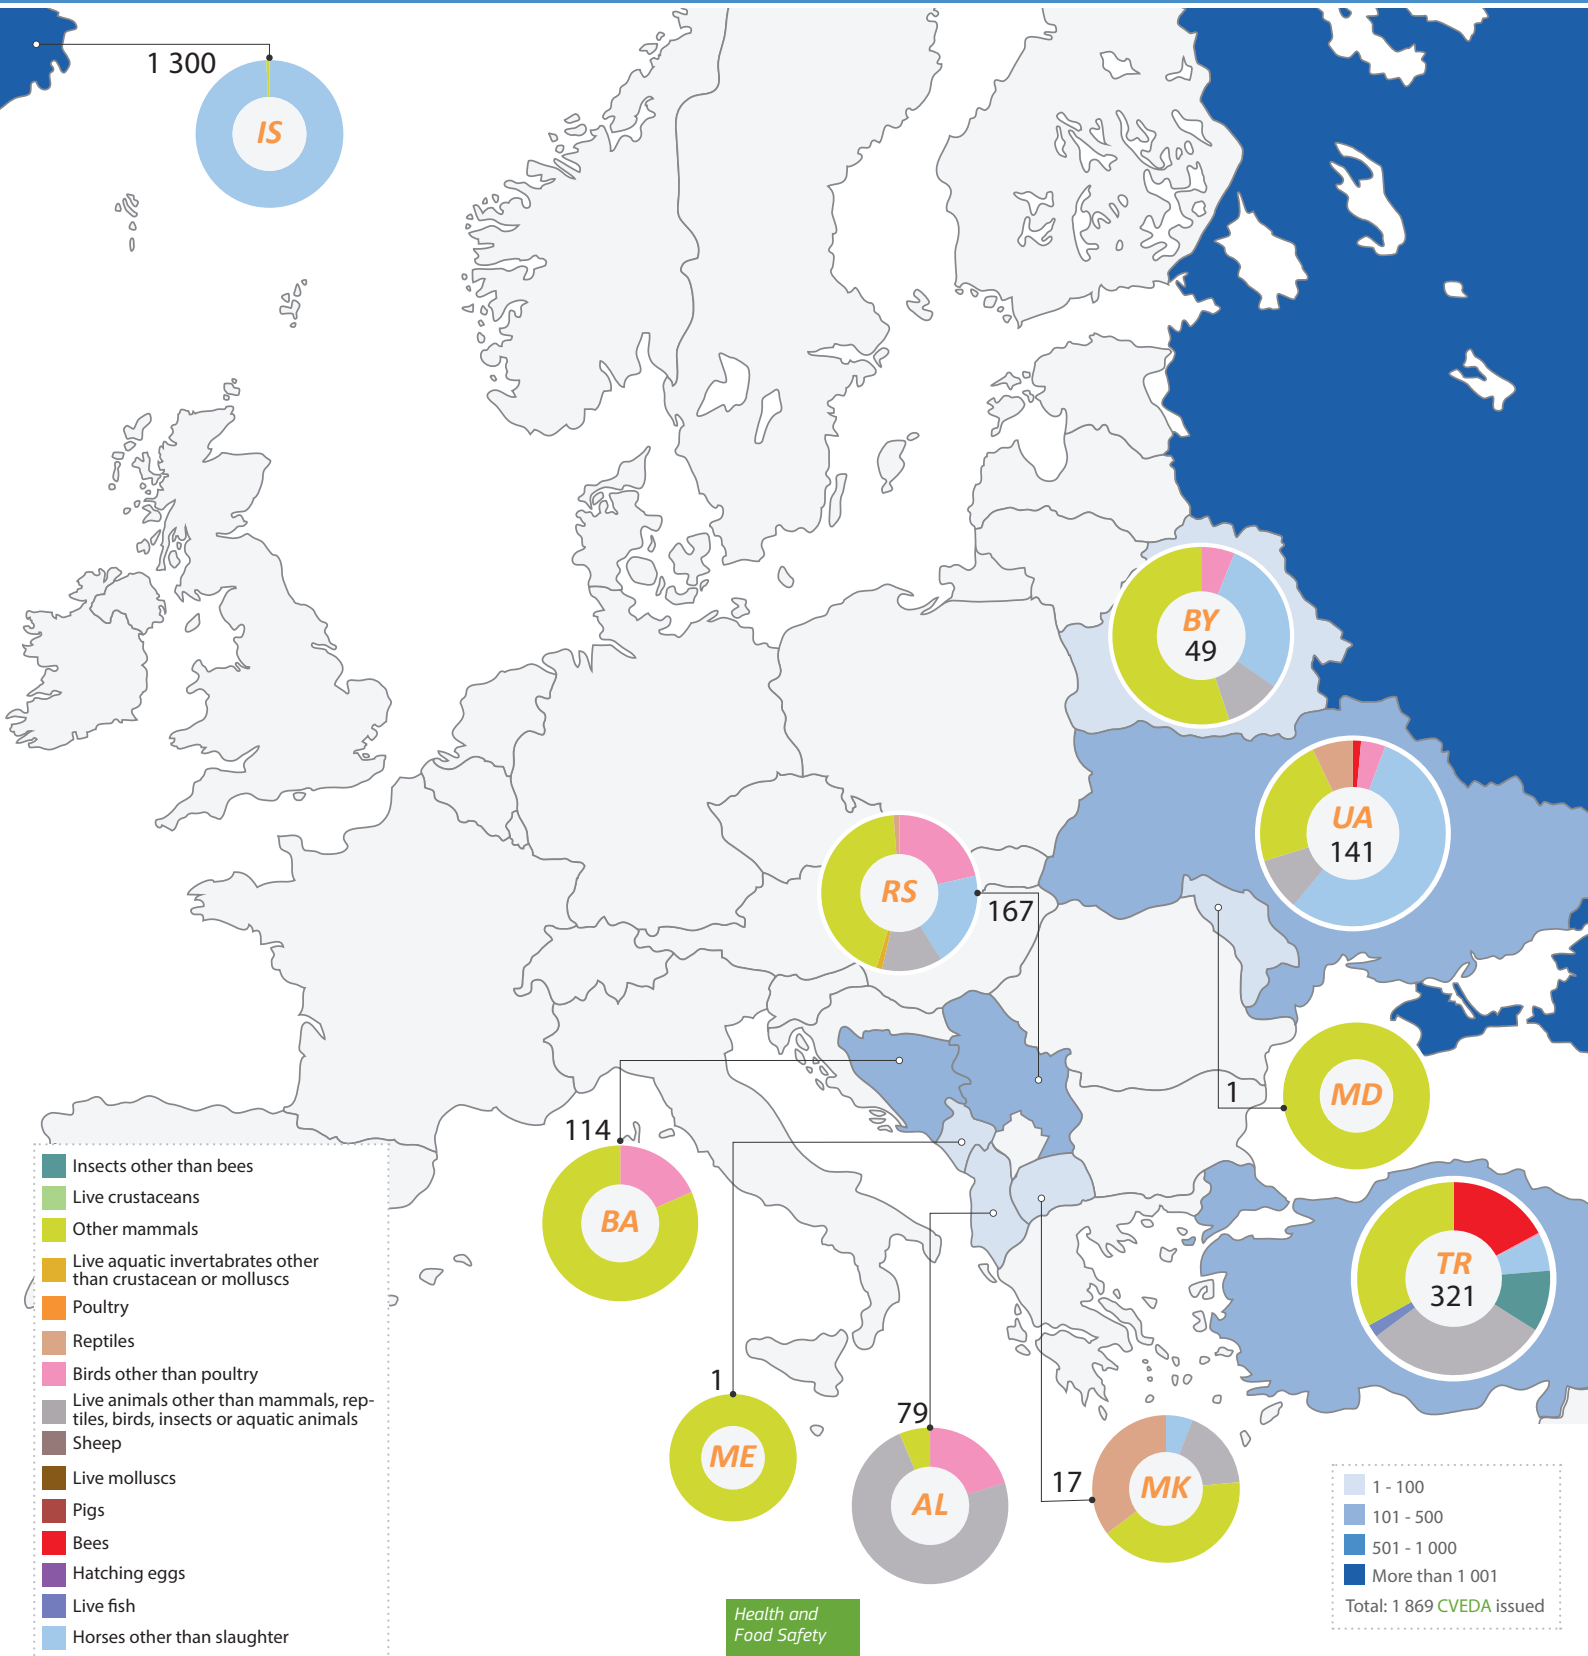 1 300
IS
BY
49
UA
141
RS
167
1
MD
114
BA
TR
321
1
ME
79
AL
17
MK
Insects other than bees
Live crustaceans
Other mammals
Live aquatic invertabrates other
than crustacean or molluscs
Poultry
Reptiles
Birds other than poultry
Live animals other than mammals, rep-
tiles, birds, insects or aquatic animals
Sheep
Live molluscs
Pigs
Bees
Hatching eggs
Live fish
Horses other than slaughter
Health and
Food Safety
1 - 100
101 - 500
501 - 1 000
More than 1 001
Total: 1 869 CVEDA issued